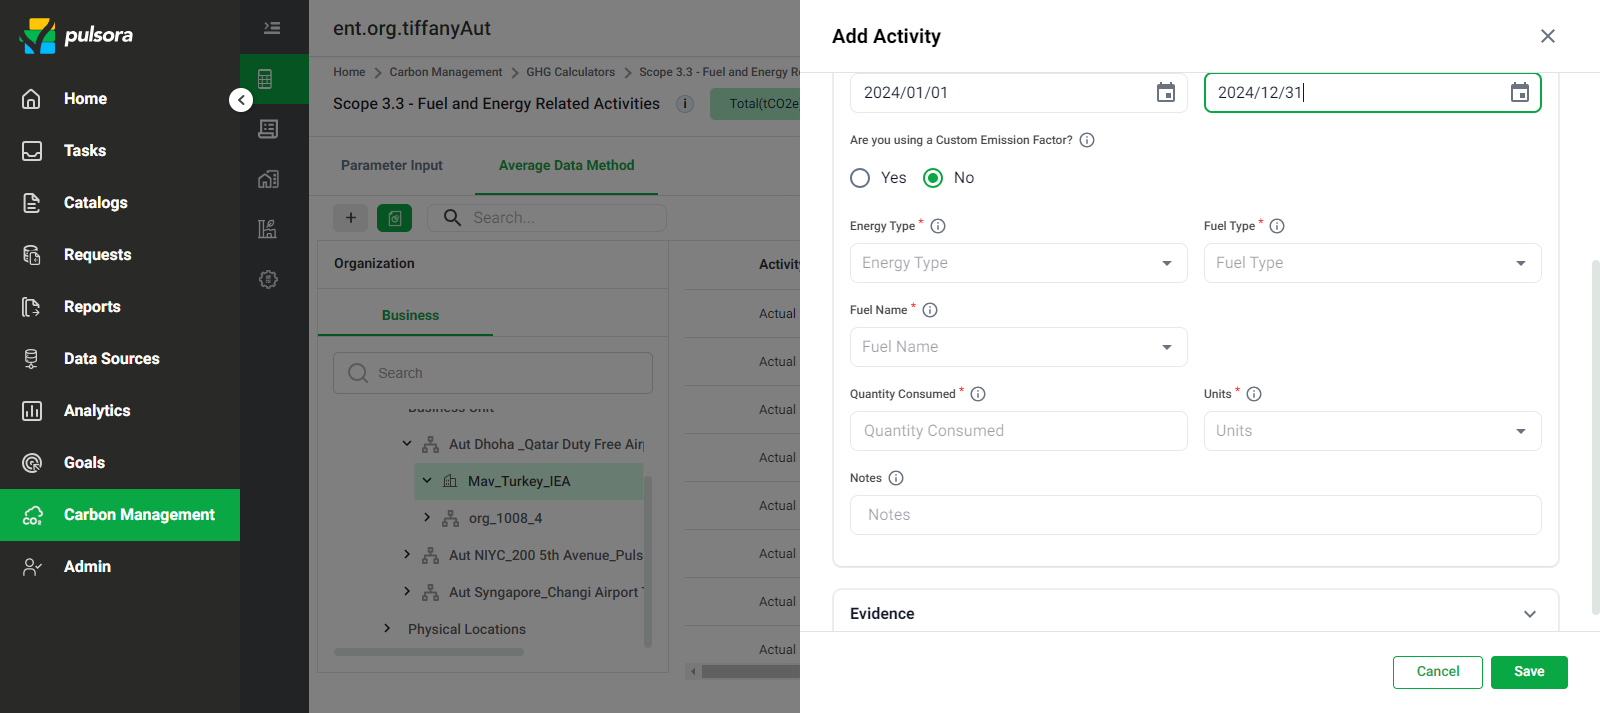 pulsora
Home
Tasks
Catalogs
Requests
Reports
Data Sources
Analytics
Goals
Carbon Management
Admin
ent.org.tiffanyAut
Home > Carbon Management > GHG Calculators > Scope 3.3 - Fuel and Energy R
Scope 3.3 - Fuel and Energy Related Activities
Total(tCO2e
Parameter Input
Average Data Method
Search...
Organization
Business
Search
Business Unit
Aut Dhoha _Qatar Duty Free Air
Mav_Turkey_IEA
org_1008_4
Aut NIYC_200 5th Avenue_Puls
Aut Syngapore_Changi Airport
Physical Locations
Activity
Actual
Actual
Actual
Actual
Actual
Actual
Actual
Actual
Add Activity
2024/01/01
2024/12/31
Are you using a Custom Emission Factor?
Yes
No
Energy Type *
Fuel Type *
Energy Type
Fuel Type
Fuel Name *
Fuel Name
Quantity Consumed *
Units *
Quantity Consumed
Units
Notes
Notes
Evidence
Cancel
Save